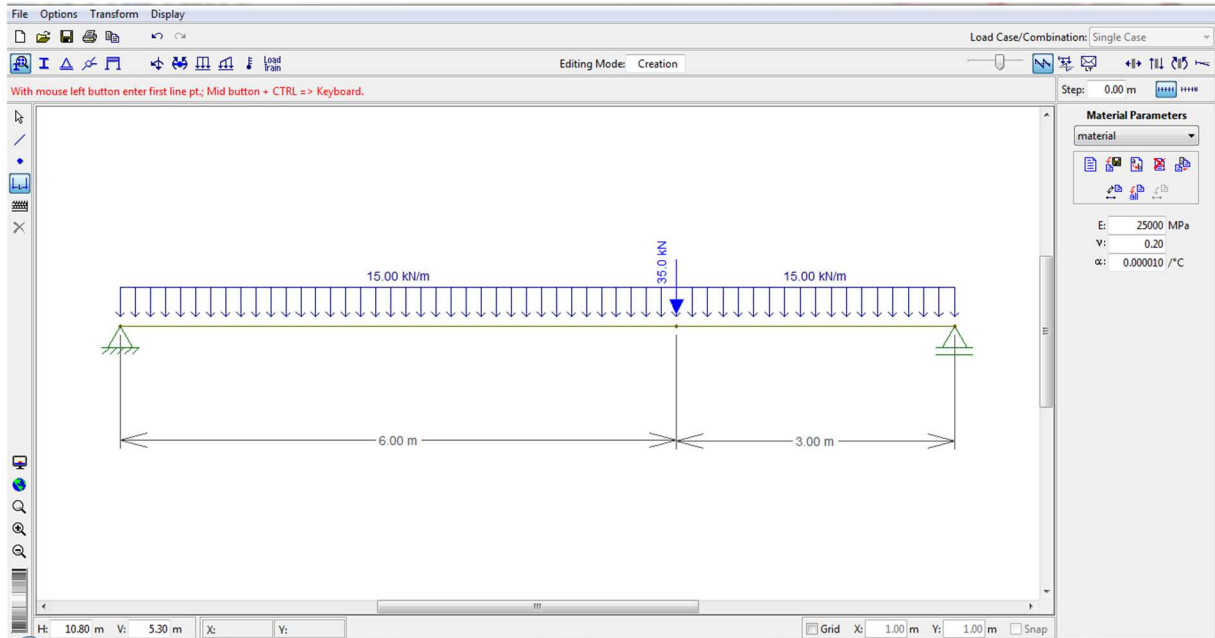 File Options Transform Display
Load Case/Combination: Single Case
Load Train
Editing Mode: Creation
With mouse left button enter first line pt.; Mid button + CTRL => Keyboard.
Step: 0.00 m
Material Parameters
material
all
E: 25000 MPa
ν: 0.20
α: 0.000010 /°C
15.00 kN/m
35.0 kN
15.00 kN/m
6.00 m
3.00 m
H: 10.80 m V: 5.30 m X: Y: Grid X: 1.00 m Y: 1.00 m Snap